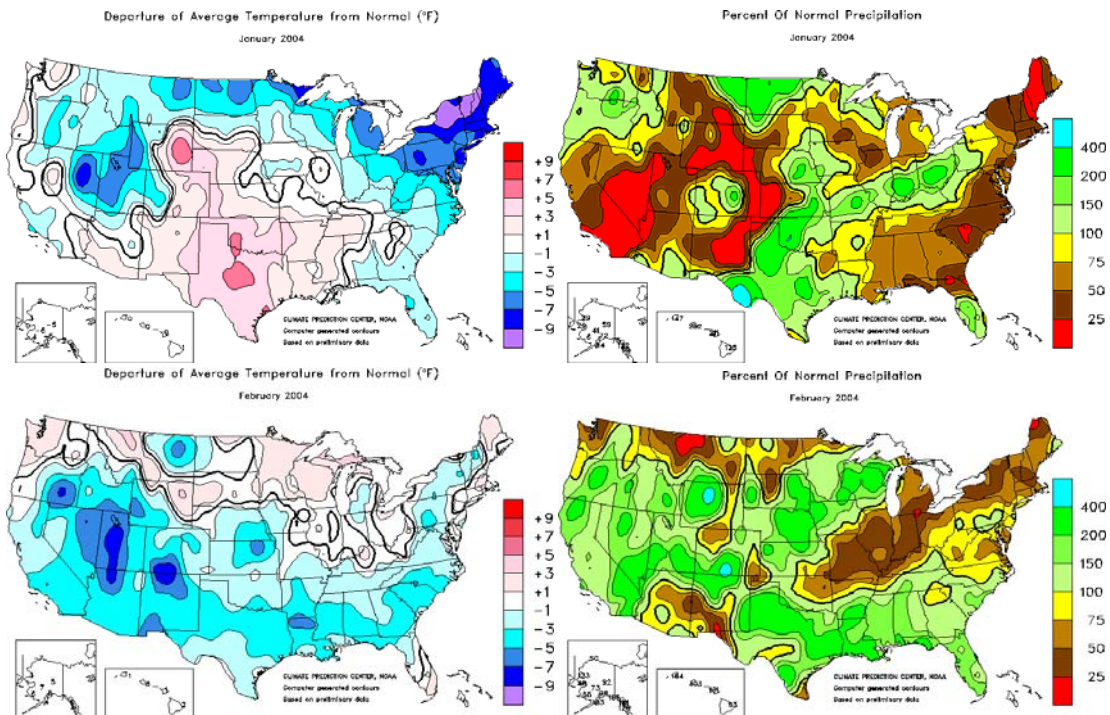 Departure of Average Temperature from Normal (°F)
January 2004
+9
+7
+5
+3
+1
-1
-3
-5
-7
-9
CLIMATE PREDICTION CENTER, NOAA
Computer generated contours
Based on preliminary data
Percent Of Normal Precipitation
January 2004
400
200
150
100
75
50
25
CLIMATE PREDICTION CENTER, NOAA
Computer generated contours
Based on preliminary data
Departure of Average Temperature from Normal (°F)
February 2004
+9
+7
+5
+3
+1
-1
-3
-5
-7
-9
CLIMATE PREDICTION CENTER, NOAA
Computer generated contours
Based on preliminary data
Percent Of Normal Precipitation
February 2004
400
200
150
100
75
50
25
CLIMATE PREDICTION CENTER, NOAA
Computer generated contours
Based on preliminary data